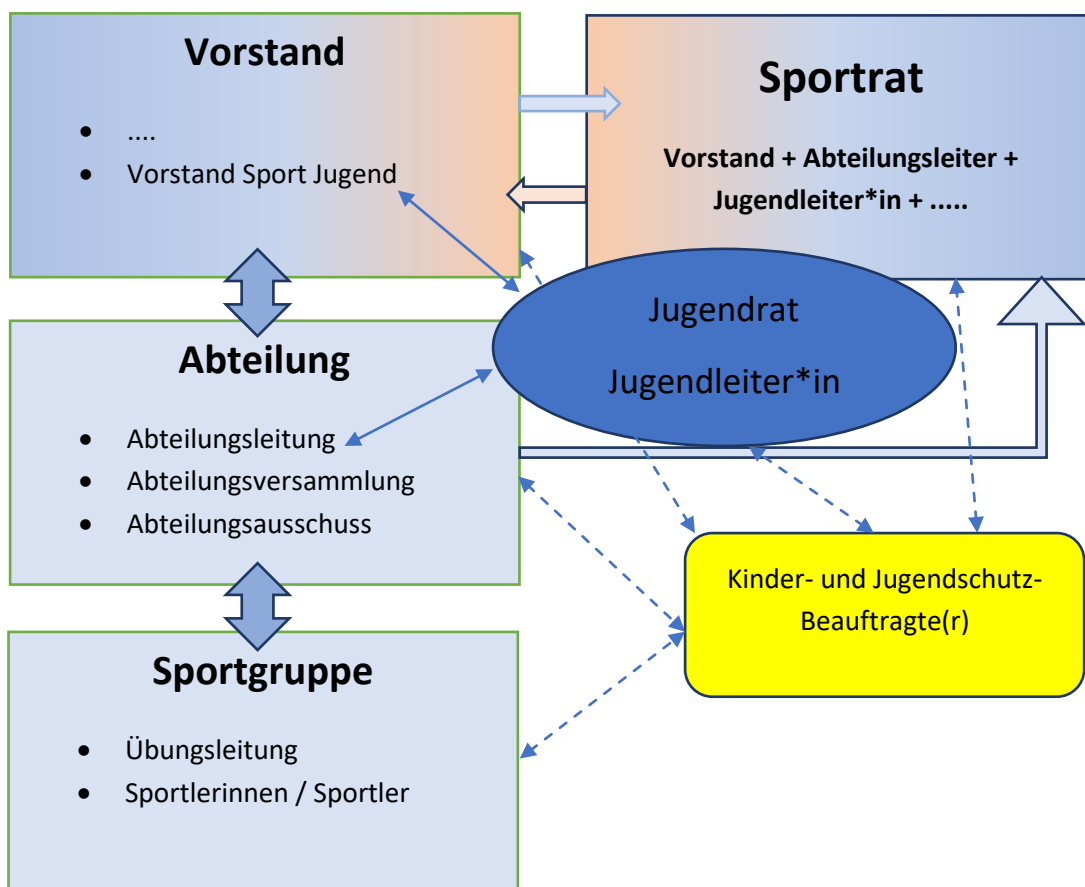 Vorstand
• ....
• Vorstand Sport Jugend
Sportrat
Vorstand + Abteilungsleiter +
Jugendleiter*in + .....
Jugendrat
Jugendleiter*in
Abteilung
• Abteilungsleitung
• Abteilungsversammlung
• Abteilungsausschuss
Kinder- und Jugendschutz-
Beauftragte(r)
Sportgruppe
• Übungsleitung
• Sportlerinnen / Sportler